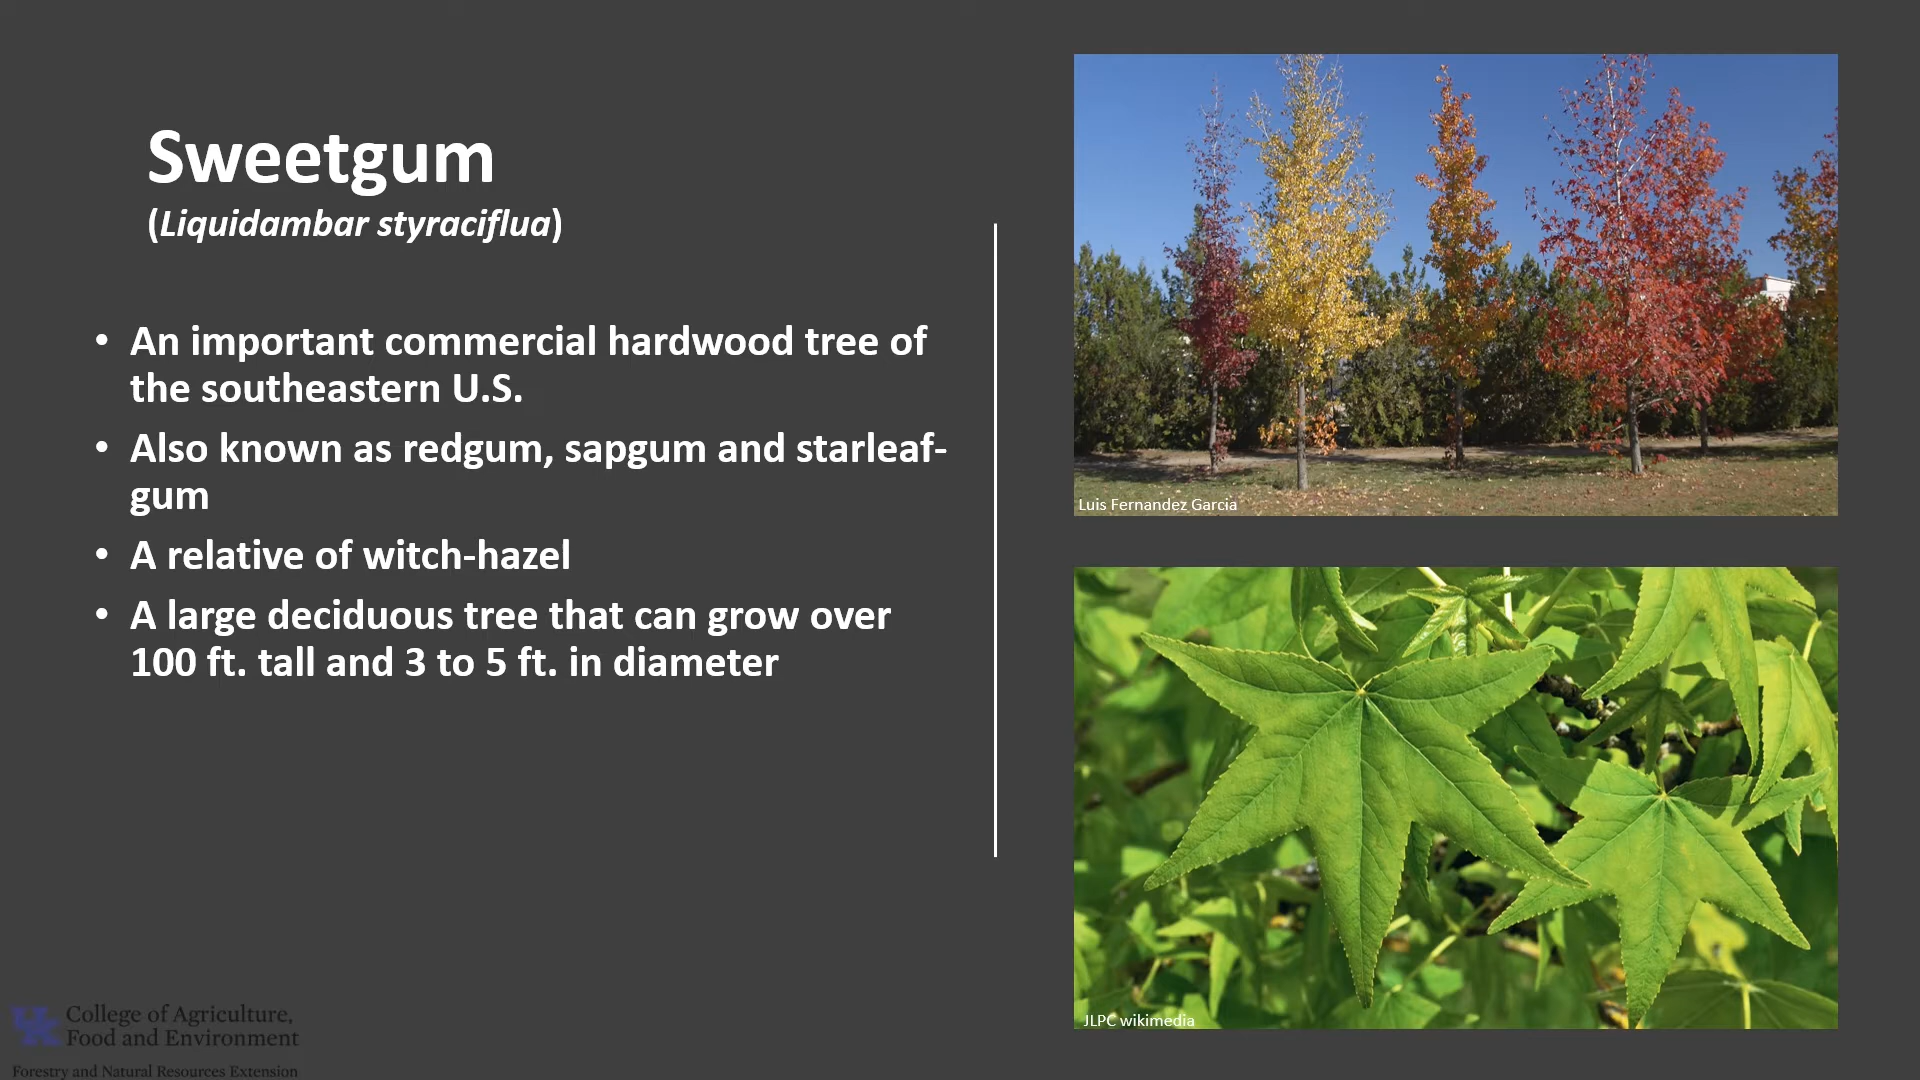 Sweetgum
(Liquidambar styraciflua)
• An important commercial hardwood tree of
the southeastern U.S.
• Also known as redgum, sapgum and starleaf-
gum
• A relative of witch-hazel
• A large deciduous tree that can grow over
100 ft. tall and 3 to 5 ft. in diameter
Luis Fernandez Garcia
JLPC wikimedia
UK College of Agriculture,
Food and Environment
Forestry and Natural Resources Extension